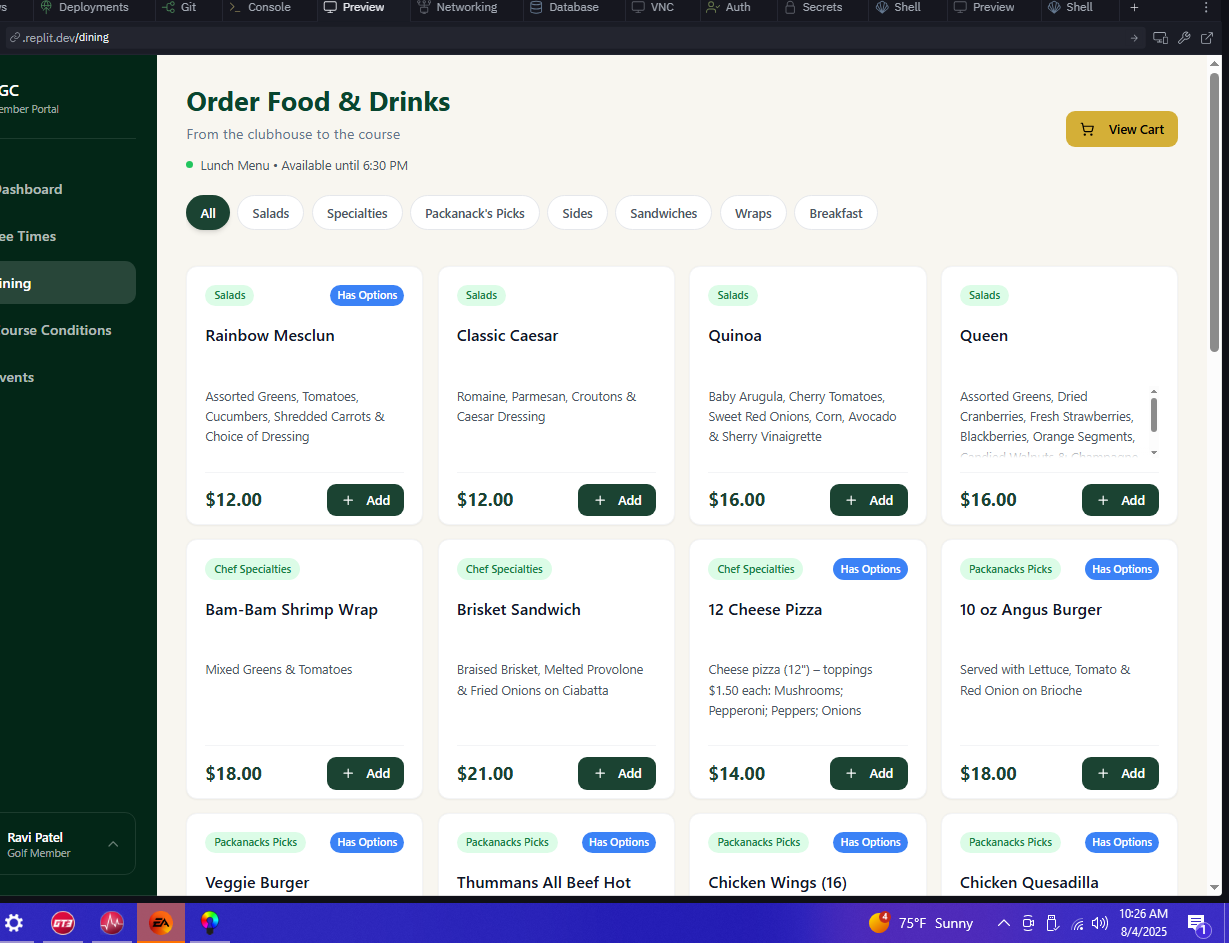 Deployments
Git
Console
Preview
Networking
Database
VNC
Auth
Secrets
Shell
Preview
Shell
.replit.dev/dining
GC
ember Portal
Dashboard
ee Times
ining
ourse Conditions
vents
Ravi Patel
Golf Member
Order Food & Drinks
From the clubhouse to the course
Lunch Menu • Available until 6:30 PM
View Cart
All
Salads
Specialties
Packanack's Picks
Sides
Sandwiches
Wraps
Breakfast
Salads
Has Options
Rainbow Mesclun
Assorted Greens, Tomatoes,
Cucumbers, Shredded Carrots &
Choice of Dressing
$12.00
+ Add
Salads
Classic Caesar
Romaine, Parmesan, Croutons &
Caesar Dressing
$12.00
+ Add
Salads
Quinoa
Baby Arugula, Cherry Tomatoes,
Sweet Red Onions, Corn, Avocado
& Sherry Vinaigrette
$16.00
+ Add
Salads
Queen
Assorted Greens, Dried
Cranberries, Fresh Strawberries,
Blackberries, Orange Segments,
Candied Walnuts & Champagne
$16.00
+ Add
Chef Specialties
Bam-Bam Shrimp Wrap
Mixed Greens & Tomatoes
$18.00
+ Add
Chef Specialties
Brisket Sandwich
Braised Brisket, Melted Provolone
& Fried Onions on Ciabatta
$21.00
+ Add
Chef Specialties
Has Options
12 Cheese Pizza
Cheese pizza (12") – toppings
$1.50 each: Mushrooms;
Pepperoni; Peppers; Onions
$14.00
+ Add
Packanacks Picks
Has Options
10 oz Angus Burger
Served with Lettuce, Tomato &
Red Onion on Brioche
$18.00
+ Add
Packanacks Picks
Has Options
Veggie Burger
Packanacks Picks
Has Options
Thummans All Beef Hot
Packanacks Picks
Has Options
Chicken Wings (16)
Packanacks Picks
Has Options
Chicken Quesadilla
GT3
EA
4
75°F Sunny
10:26 AM
8/4/2025
1